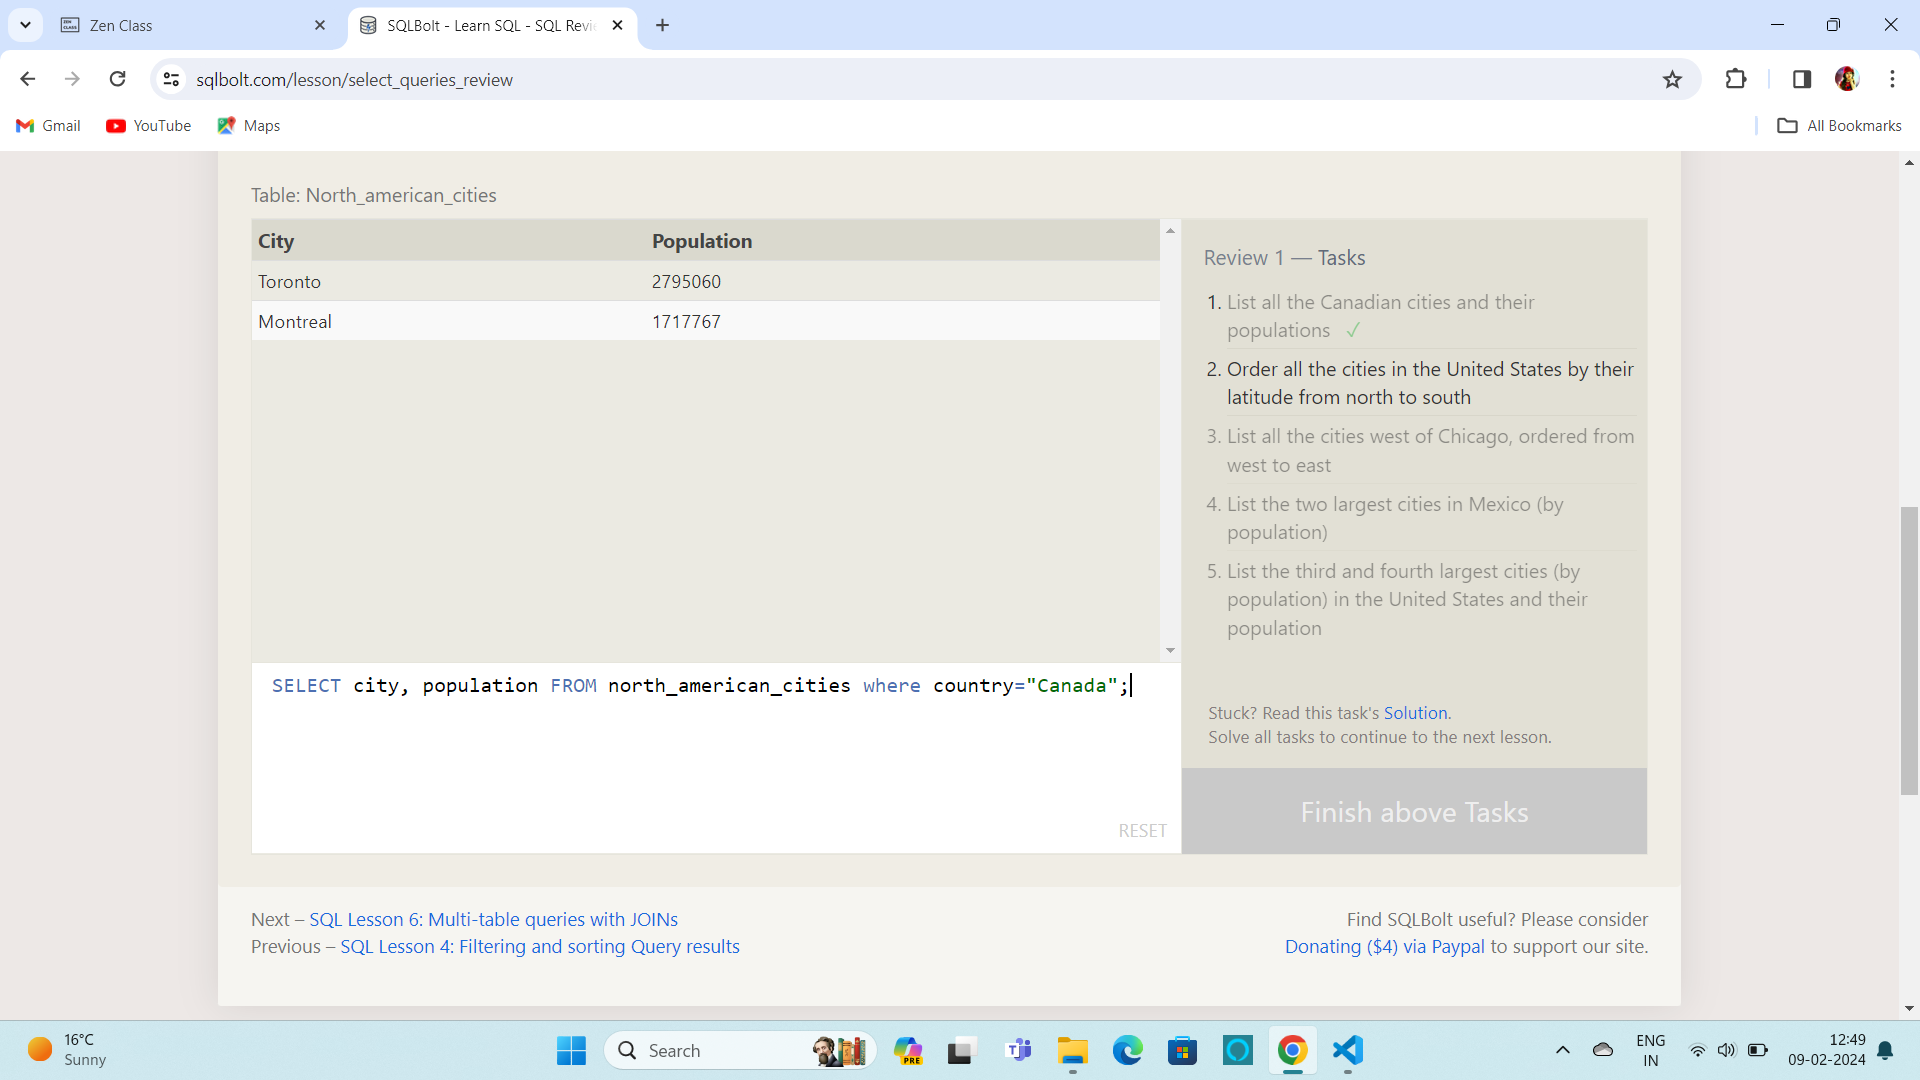 Zen Class
SQLBolt - Learn SQL - SQL Revi
sqlbolt.com/lesson/select_queries_review
Gmail
YouTube
Maps
All Bookmarks
Table: North_american_cities
City Population
Toronto 2795060
Montreal 1717767
Review 1 — Tasks
1. List all the Canadian cities and their
populations ✓
2. Order all the cities in the United States by their
latitude from north to south
3. List all the cities west of Chicago, ordered from
west to east
4. List the two largest cities in Mexico (by
population)
5. List the third and fourth largest cities (by
population) in the United States and their
population
SELECT city, population FROM north_american_cities where country="Canada";
RESET
Stuck? Read this task's Solution.
Solve all tasks to continue to the next lesson.
Finish above Tasks
Next – SQL Lesson 6: Multi-table queries with JOINs
Previous – SQL Lesson 4: Filtering and sorting Query results
Find SQLBolt useful? Please consider
Donating ($4) via Paypal to support our site.
16°C
Sunny
Search
PRE
ENG
IN
12:49
09-02-2024